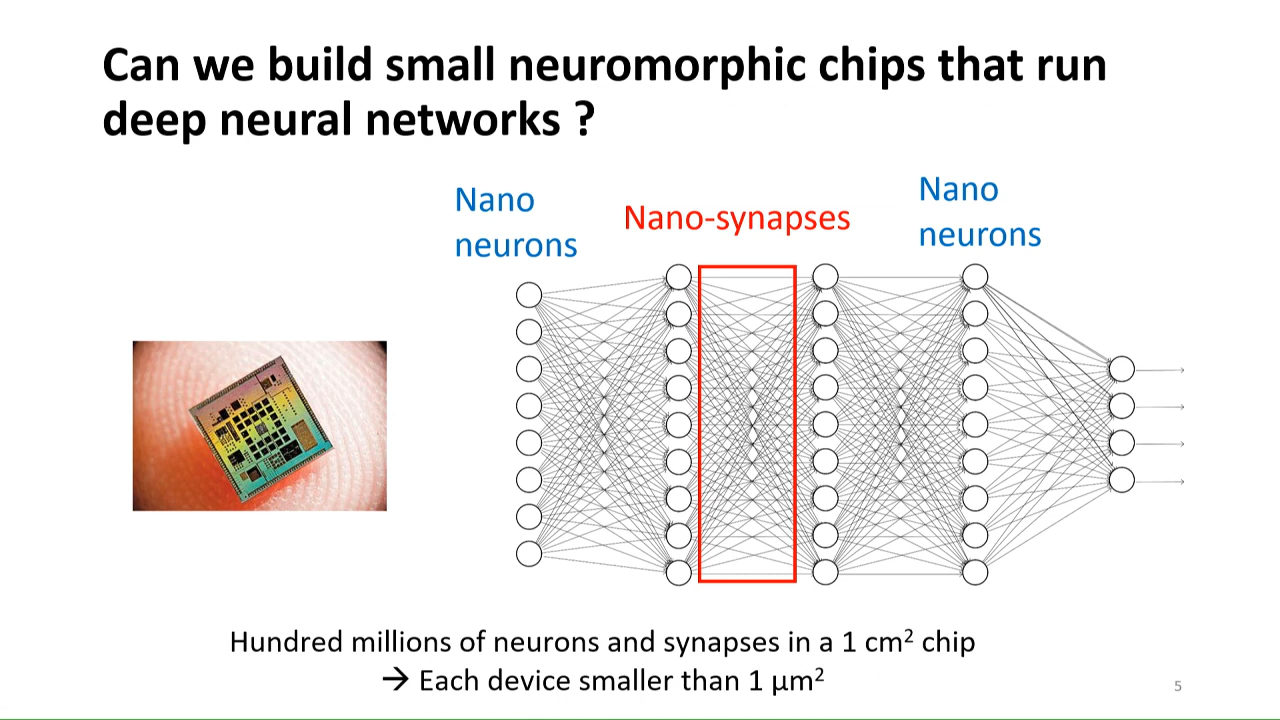 Can we build small neuromorphic chips that run
deep neural networks ?
Nano
neurons
Nano-synapses
Nano
neurons
Hundred millions of neurons and synapses in a 1 cm² chip
→ Each device smaller than 1 µm²
5